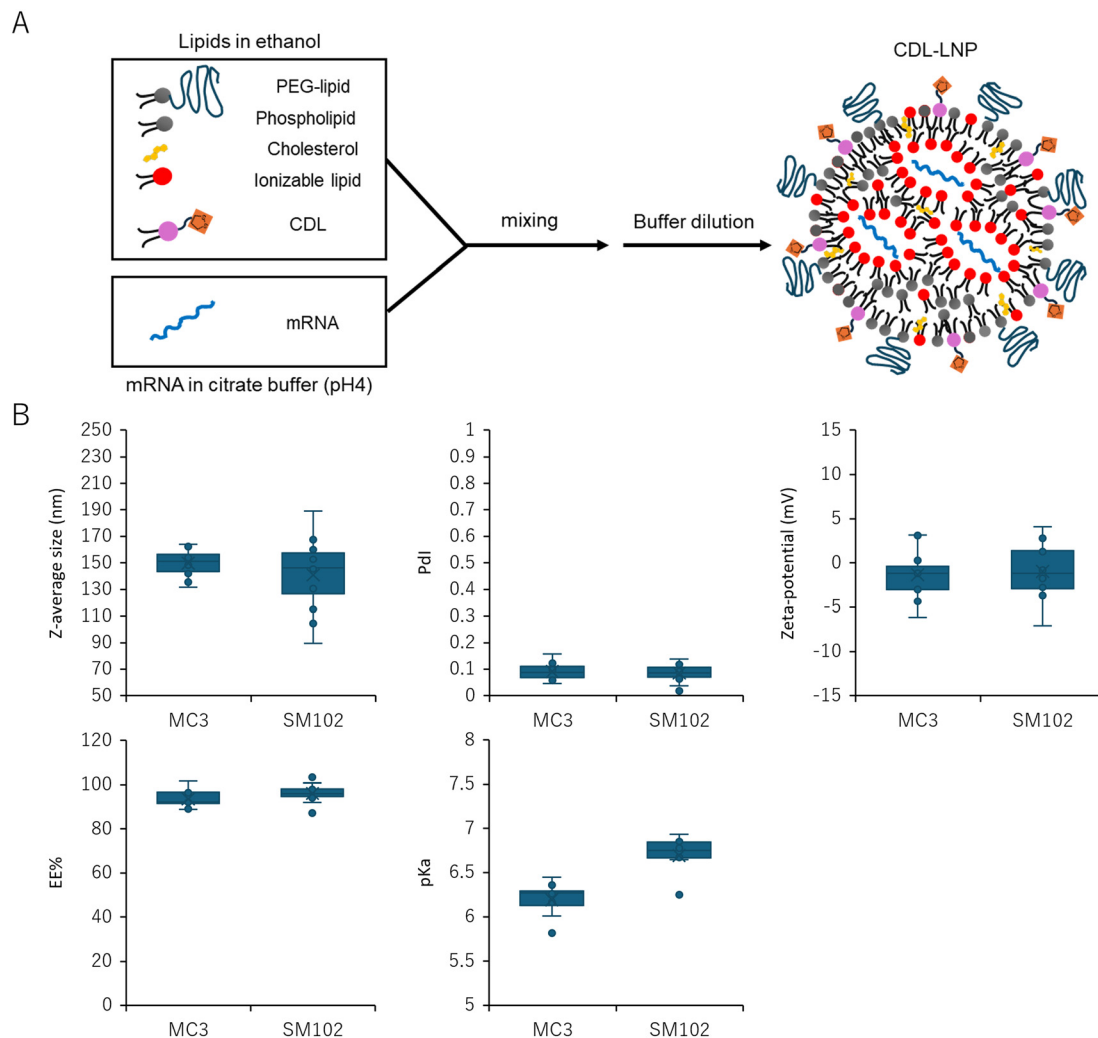 A
Lipids in ethanol
PEG-lipid
Phospholipid
Cholesterol
Ionizable lipid
CDL
mRNA
mRNA in citrate buffer (pH4)
mixing
Buffer dilution
CDL-LNP
B
Z-average size (nm)
250
230
210
190
170
150
130
110
90
70
50
MC3
SM102
PdI
1
0.9
0.8
0.7
0.6
0.5
0.4
0.3
0.2
0.1
0
MC3
SM102
Zeta-potential (mV)
15
10
5
0
-5
-10
-15
MC3
SM102
EE%
120
100
80
60
40
20
0
MC3
SM102
pKa
8
7.5
7
6.5
6
5.5
5
MC3
SM102